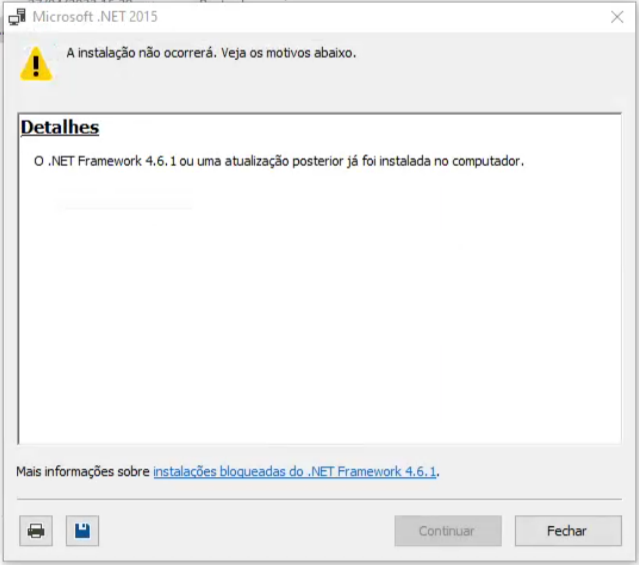 Microsoft .NET 2015
A instalação não ocorrerá. Veja os motivos abaixo.
Detalhes
O .NET Framework 4.6.1 ou uma atualização posterior já foi instalada no computador.
Mais informações sobre instalações bloqueadas do .NET Framework 4.6.1.
Continuar
Fechar